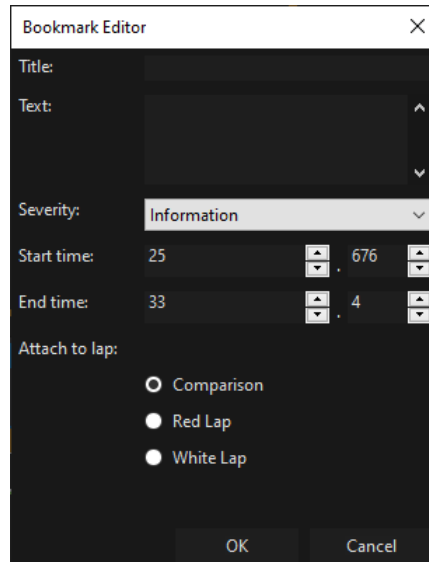 Bookmark Editor
Title:
Text:
Severity: Information
Start time: 25 . 676
End time: 33 . 4
Attach to lap:
Comparison
Red Lap
White Lap
OK Cancel